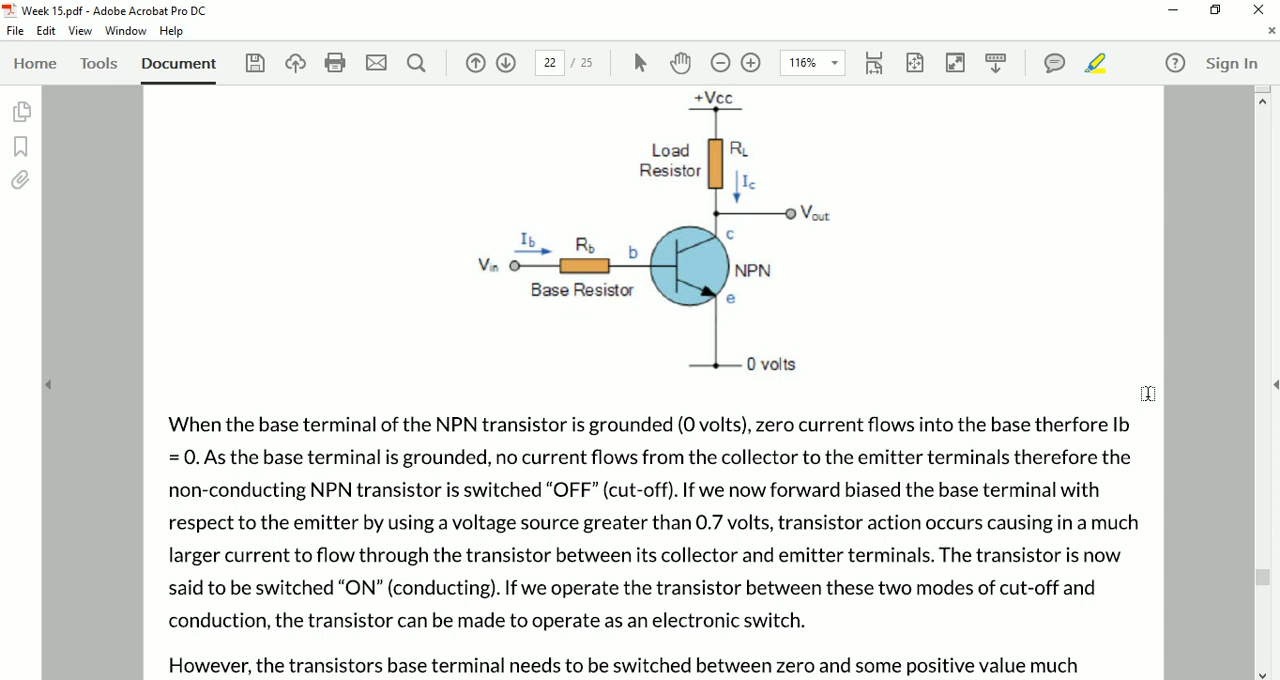 Week 15.pdf - Adobe Acrobat Pro DC
File Edit View Window Help
Home Tools Document 22 / 25 116% Sign In
+Vcc
Load Resistor
RL
Ic
Vout
Ib
Rb
b
c
Vin
NPN
Base Resistor
e
0 volts
When the base terminal of the NPN transistor is grounded (0 volts), zero current flows into the base therfore Ib
= 0. As the base terminal is grounded, no current flows from the collector to the emitter terminals therefore the
non-conducting NPN transistor is switched “OFF” (cut-off). If we now forward biased the base terminal with
respect to the emitter by using a voltage source greater than 0.7 volts, transistor action occurs causing in a much
larger current to flow through the transistor between its collector and emitter terminals. The transistor is now
said to be switched “ON” (conducting). If we operate the transistor between these two modes of cut-off and
conduction, the transistor can be made to operate as an electronic switch.
However, the transistors base terminal needs to be switched between zero and some positive value much